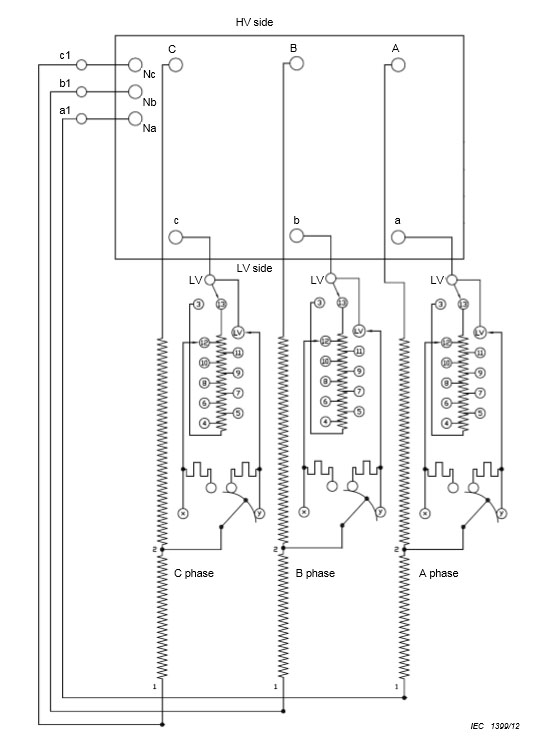 HV side
C B A
c1 Nc
b1 Nb
a1 Na
c b a
LV side
LV LV LV
3 13 3 13 3 13
LV LV LV
12 12 12
11 11 11
10 10 10
9 9 9
8 8 8
7 7 7
6 6 6
5 5 5
4 4 4
x y x y x y
2 2 2
C phase B phase A phase
1 1 1
IEC 1399/12